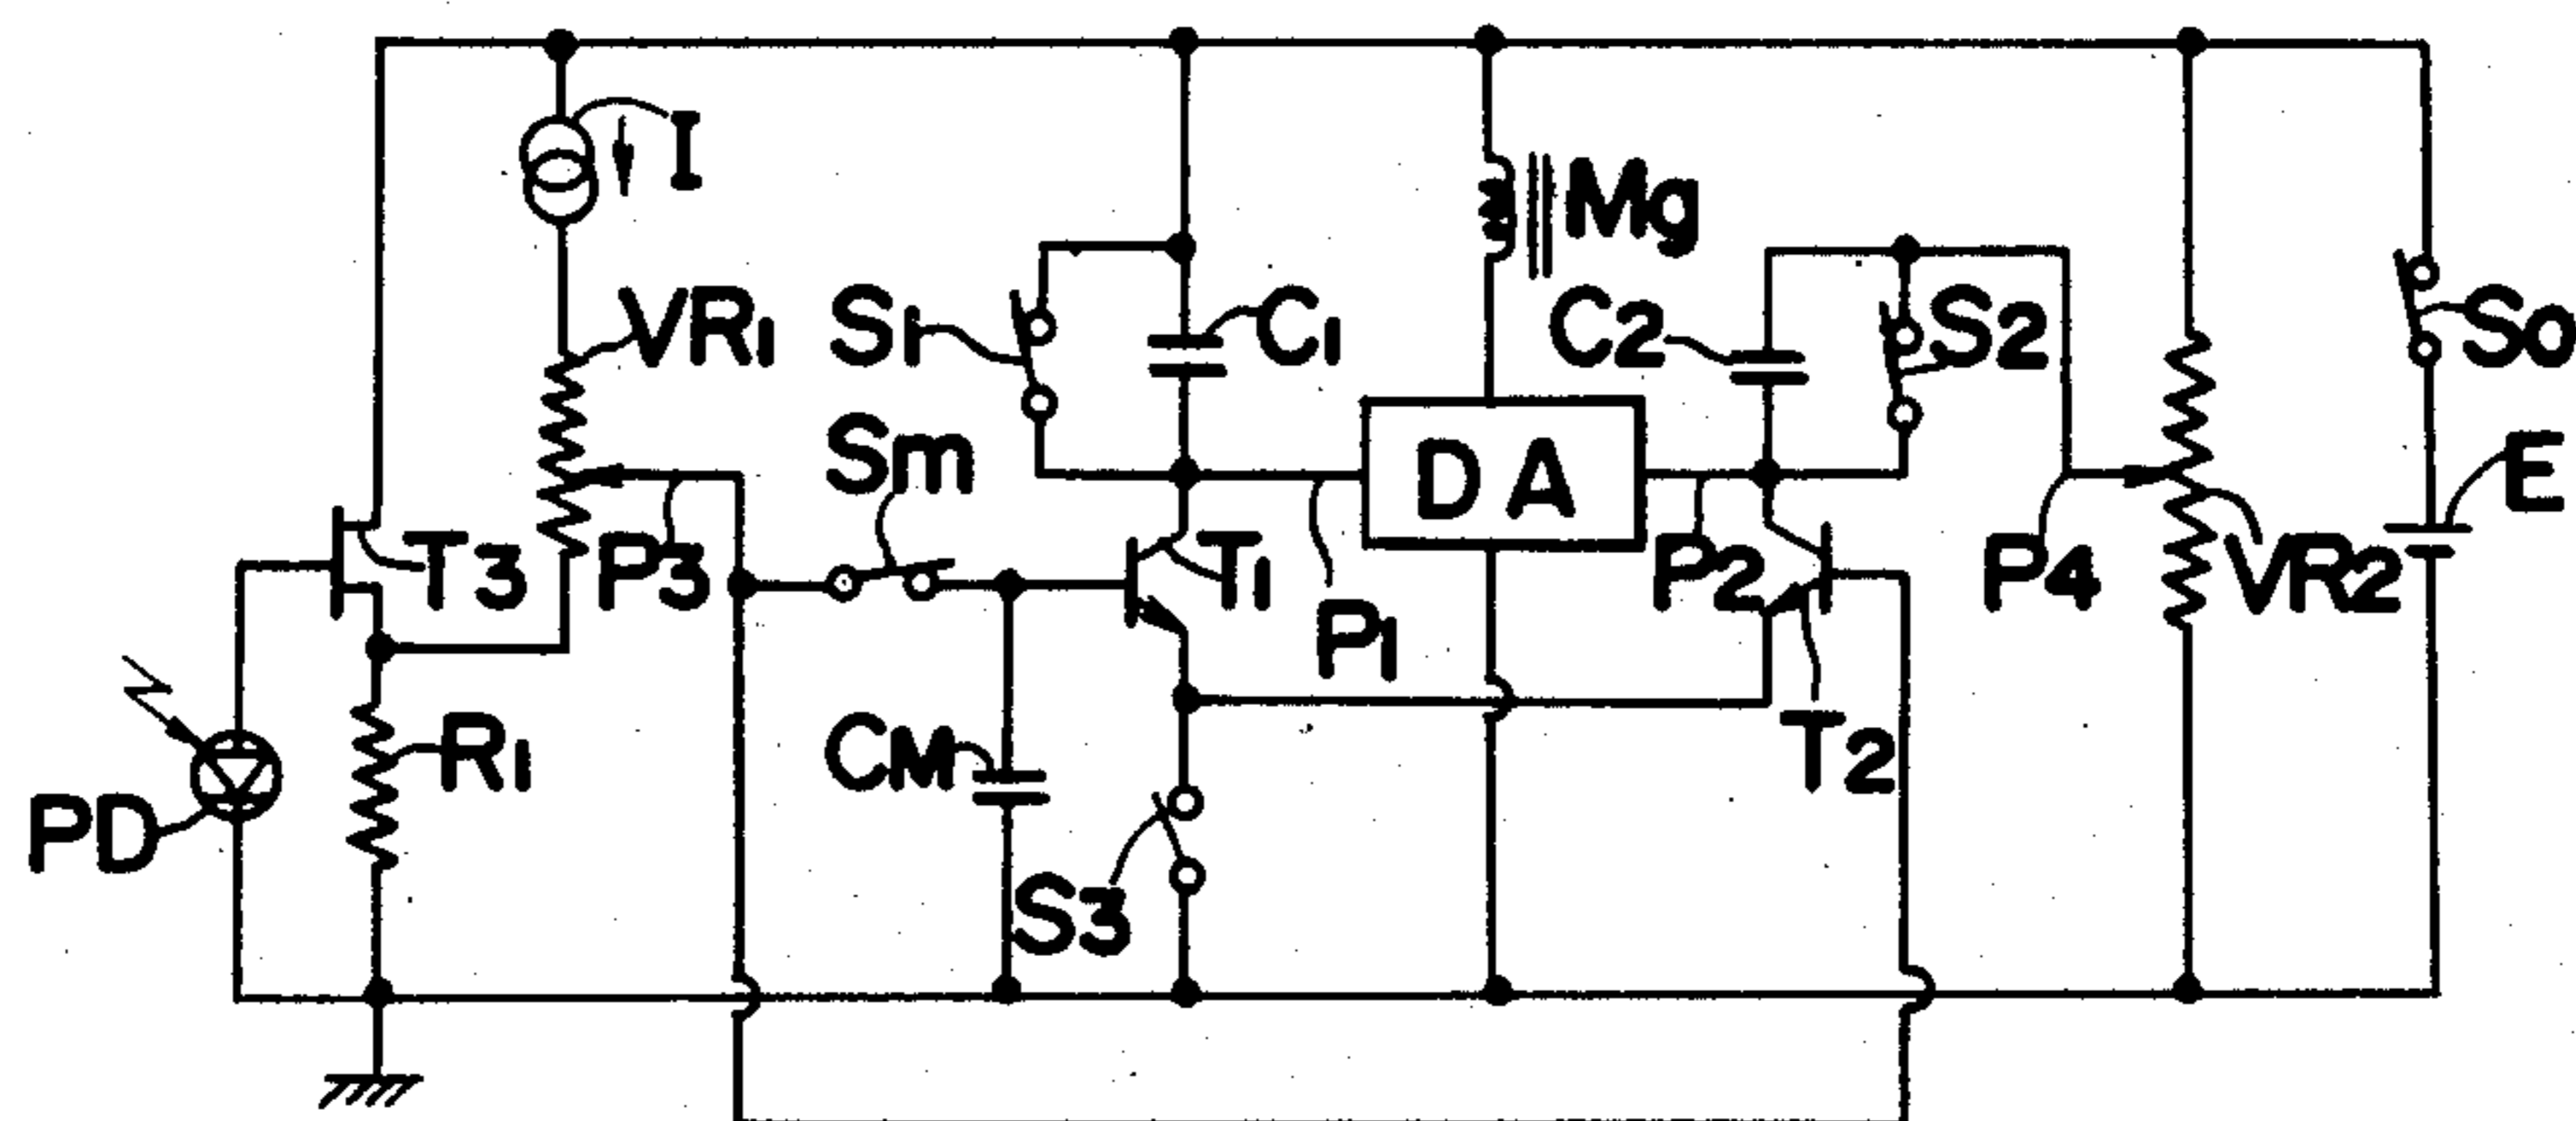 I
Mg
VR1
S1
C1
C2
S2
So
Sm
DA
E
T3
P3
T1
P2
P4
VR2
P1
R1
CM
T2
PD
S3